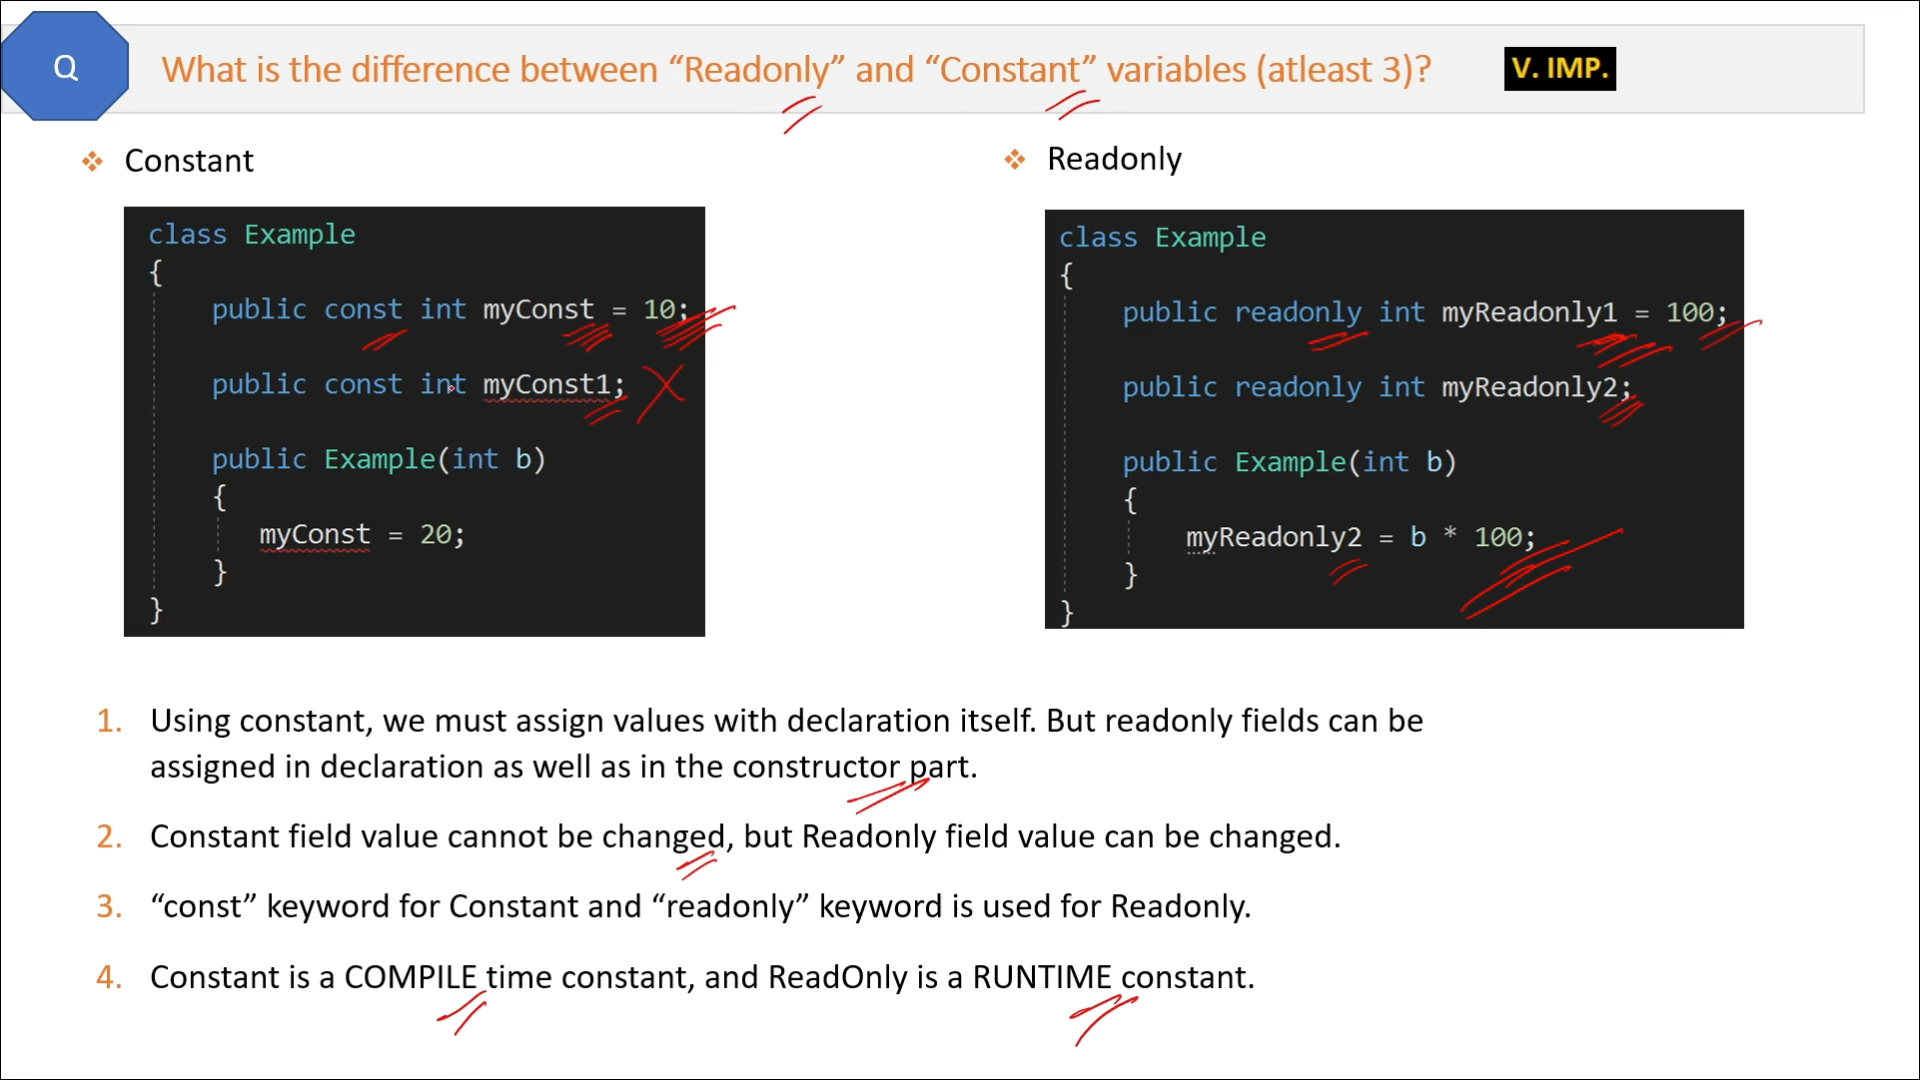 Q
What is the difference between “Readonly” and “Constant” variables (atleast 3)?
V. IMP.
❖ Constant
class Example
{
public const int myConst = 10;
public const int myConst1;
public Example(int b)
{
myConst = 20;
}
}
❖ Readonly
class Example
{
public readonly int myReadonly1 = 100;
public readonly int myReadonly2;
public Example(int b)
{
myReadonly2 = b * 100;
}
}
1. Using constant, we must assign values with declaration itself. But readonly fields can be
assigned in declaration as well as in the constructor part.
2. Constant field value cannot be changed, but Readonly field value can be changed.
3. “const” keyword for Constant and “readonly” keyword is used for Readonly.
4. Constant is a COMPILE time constant, and ReadOnly is a RUNTIME constant.